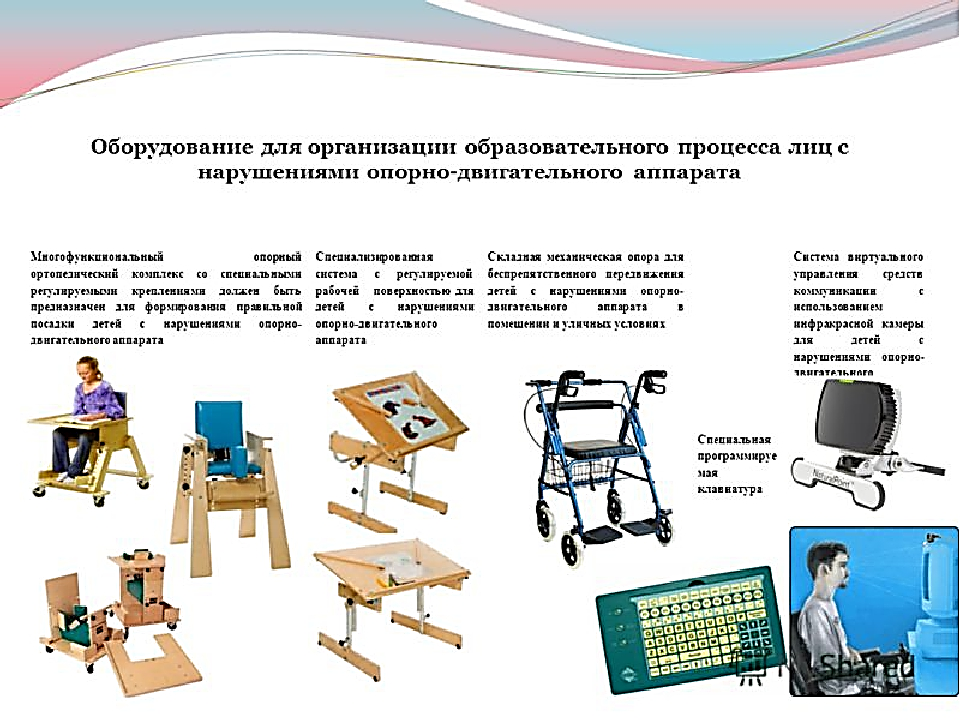 Оборудование для организации образовательного процесса лиц с
нарушениями опорно-двигательного аппарата
Многофункциональный опорный
ортопедический комплекс со специальными
регулируемыми креплениями должен быть
предназначен для формирования правильной
посадки детей с нарушениями опорно-
двигательного аппарата
Специализированная
система с регулируемой
рабочей поверхностью для
детей с нарушениями
опорно-двигательного
аппарата
Складная механическая опора для
беспрепятственного передвижения
детей с нарушениями опорно-
двигательного аппарата в
помещении и уличных условиях
Система виртуального
управления средств
коммуникации с
использованием
инфракрасной камеры
для детей с
нарушениями опорно-
двигательного
Специальная
программируе
мая
клавиатура
NaturalPoint
MyShared